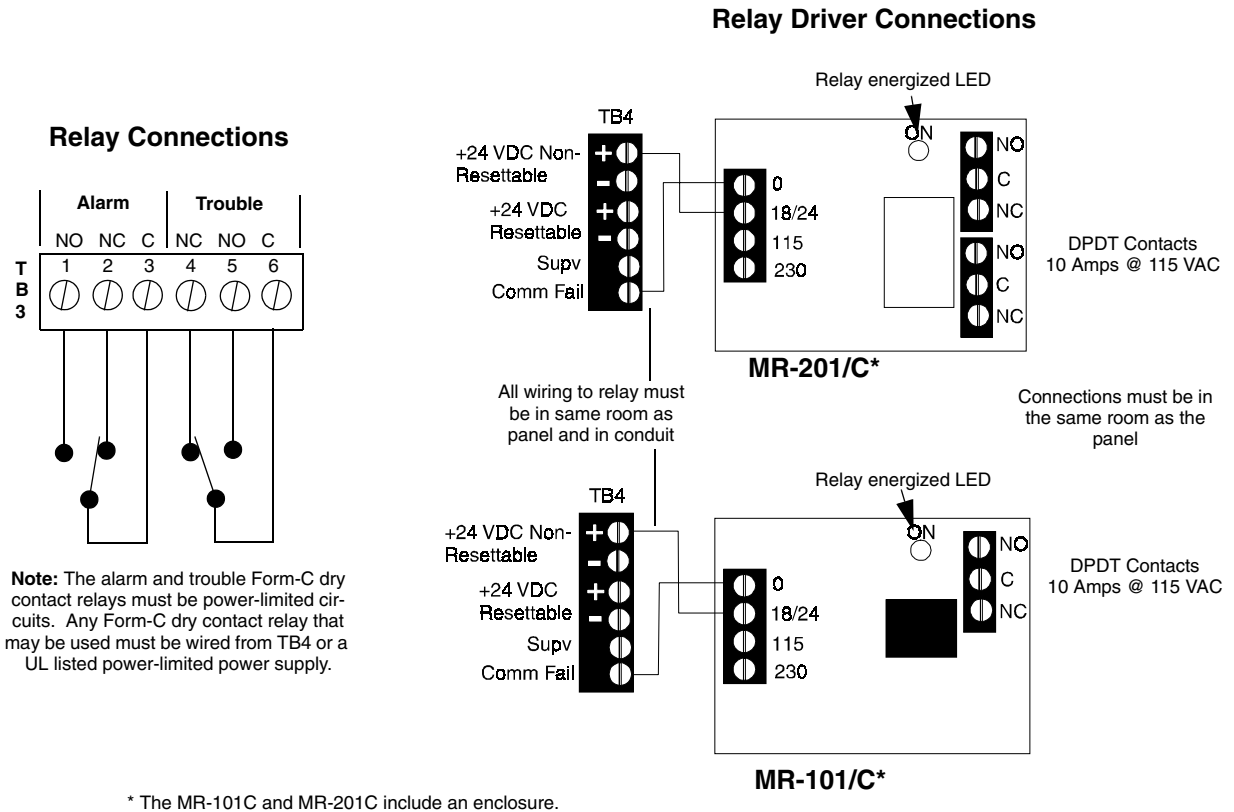 Relay Driver Connections
Relay Connections
Alarm Trouble
NO NC C NC NO C
1 2 3 4 5 6
T
B
3
Note: The alarm and trouble Form-C dry
contact relays must be power-limited cir-
cuits. Any Form-C dry contact relay that
may be used must be wired from TB4 or a
UL listed power-limited power supply.
Relay energized LED
TB4
ON
+24 VDC Non-
Resettable
+
-
+24 VDC
Resettable
+
-
Supv
Comm Fail
0
18/24
115
230
NO
C
NC
NO
C
NC
DPDT Contacts
10 Amps @ 115 VAC
MR-201/C*
All wiring to relay must
be in same room as
panel and in conduit
Connections must be in
the same room as the
panel
Relay energized LED
TB4
ON
+24 VDC Non-
Resettable
+
-
+24 VDC
Resettable
+
-
Supv
Comm Fail
0
18/24
115
230
NO
C
NC
DPDT Contacts
10 Amps @ 115 VAC
MR-101/C*
* The MR-101C and MR-201C include an enclosure.